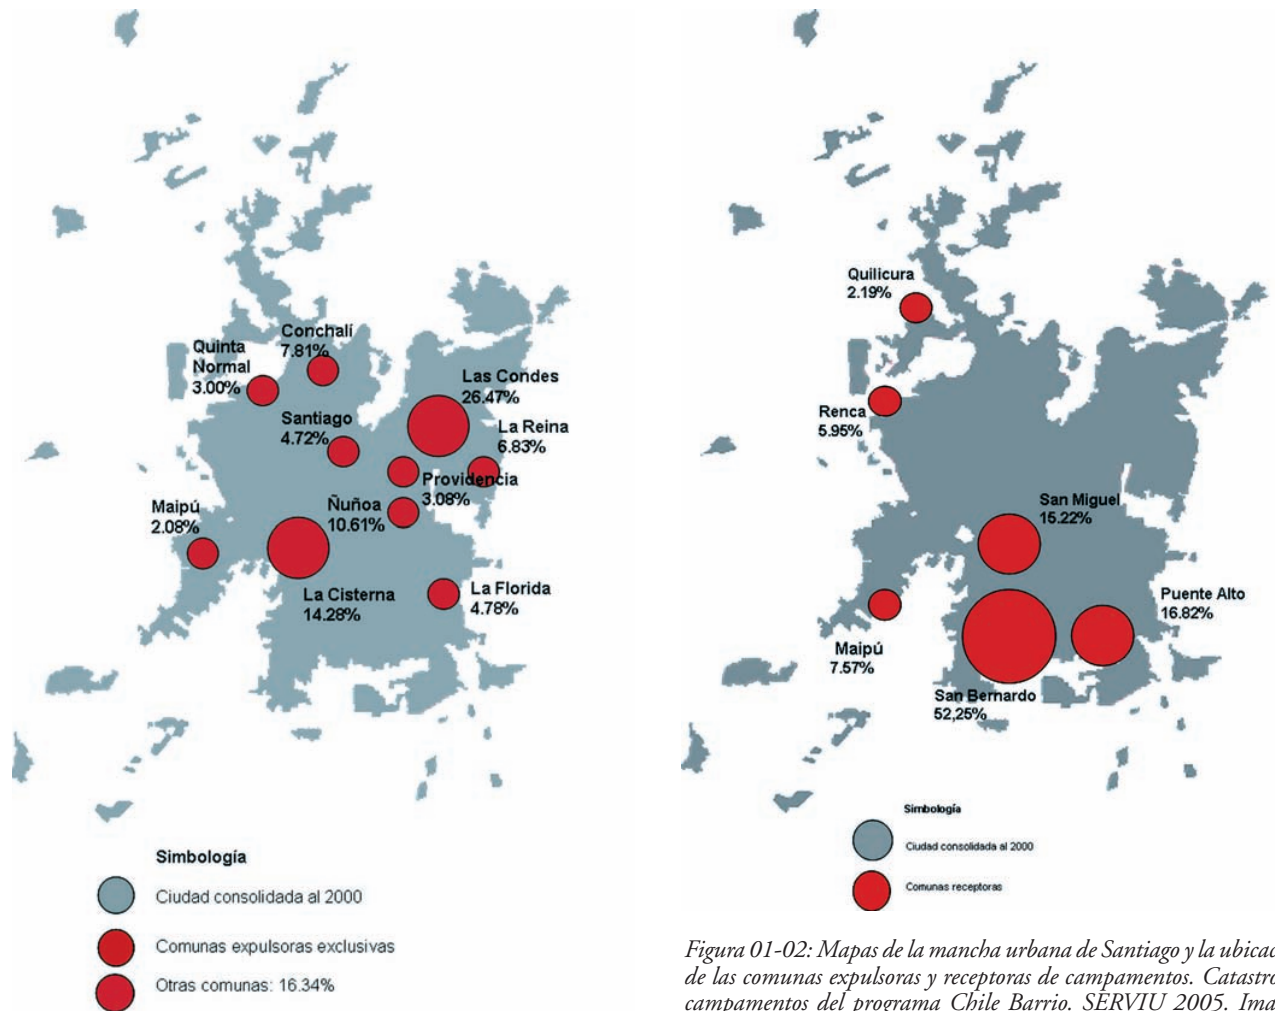 Conchalí
7.81%
Quinta
Normal
3.00%
Las Condes
26.47%
Santiago
4.72%
La Reina
6.83%
Providencia
3.08%
Ñuñoa
10.61%
Maipú
2.08%
La Cisterna
14.28%
La Florida
4.78%
Simbología
Ciudad consolidada al 2000
Comunas expulsoras exclusivas
Otras comunas: 16.34%
Quilicura
2.19%
Renca
5.95%
San Miguel
15.22%
Puente Alto
16.82%
Maipú
7.57%
San Bernardo
52,25%
Simbología
Ciudad consolidada al 2000
Comunas receptoras
Figura 01-02: Mapas de la mancha urbana de Santiago y la ubicac
de las comunas expulsoras y receptoras de campamentos. Catastro
campamentos del programa Chile Barrio. SERVIU 2005. Ima